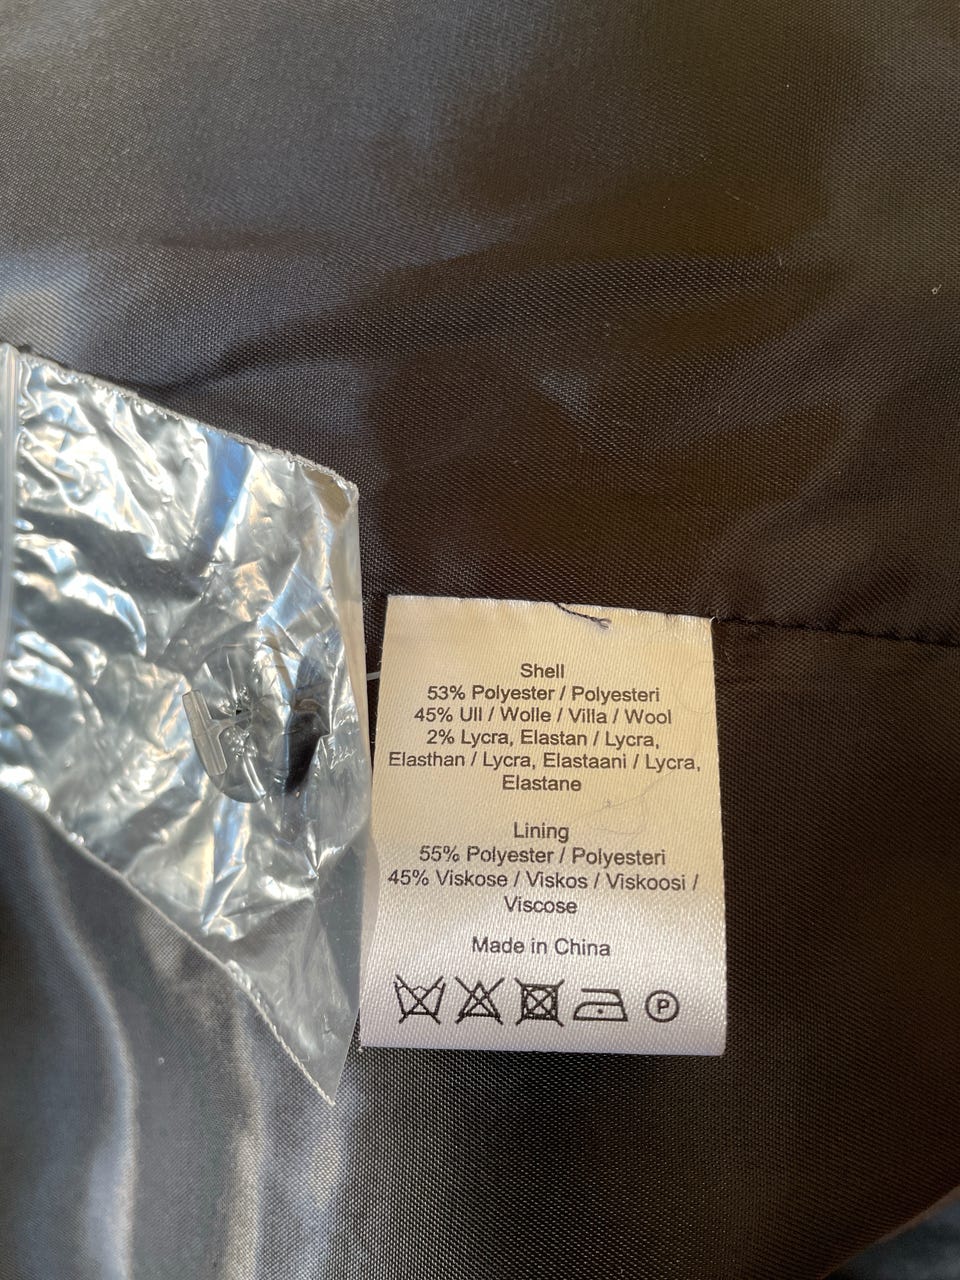 Shell
53% Polyester / Polyesteri
45% Ull / Wolle / Villa / Wool
2% Lycra, Elastan / Lycra,
Elasthan / Lycra, Elastaani / Lycra,
Elastane
Lining
55% Polyester / Polyesteri
45% Viskose / Viskos / Viskoosi /
Viscose
Made in China
P